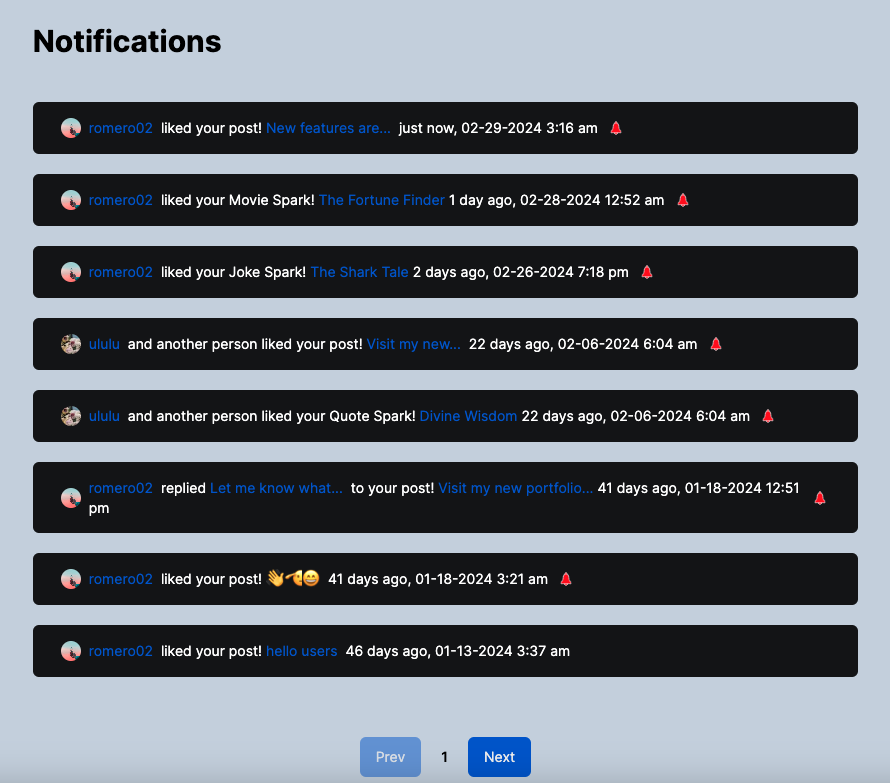 Notifications
romero02 liked your post! New features are... just now, 02-29-2024 3:16 am
romero02 liked your Movie Spark! The Fortune Finder 1 day ago, 02-28-2024 12:52 am
romero02 liked your Joke Spark! The Shark Tale 2 days ago, 02-26-2024 7:18 pm
ululu and another person liked your post! Visit my new... 22 days ago, 02-06-2024 6:04 am
ululu and another person liked your Quote Spark! Divine Wisdom 22 days ago, 02-06-2024 6:04 am
romero02 replied Let me know what... to your post! Visit my new portfolio... 41 days ago, 01-18-2024 12:51
pm
romero02 liked your post! 👋🫡😄 41 days ago, 01-18-2024 3:21 am
romero02 liked your post! hello users 46 days ago, 01-13-2024 3:37 am
Prev 1 Next